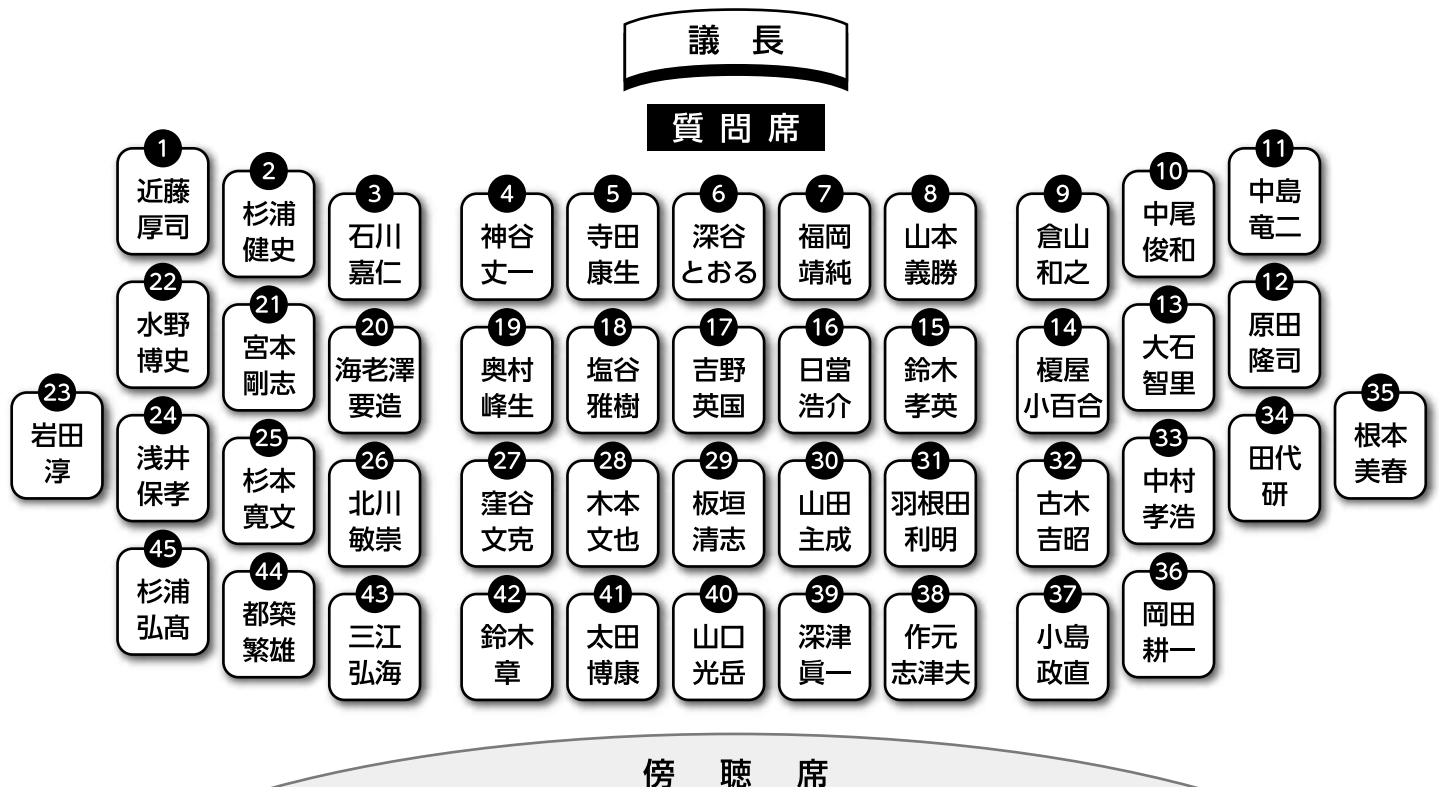 議 長
質問席
1
近藤
厚司
2
杉浦
健史
3
石川
嘉仁
4
神谷
丈一
5
寺田
康生
6
深谷
とおる
7
福岡
靖純
8
山本
義勝
9
倉山
和之
10
中尾
俊和
11
中島
竜二
22
水野
博史
21
宮本
剛志
20
海老澤
要造
19
奥村
峰生
18
塩谷
雅樹
17
吉野
英国
16
日當
浩介
15
鈴木
孝英
14
榎屋
小百合
13
大石
智里
12
原田
隆司
23
岩田
淳
24
浅井
保孝
25
杉本
寛文
26
北川
敏崇
27
窪谷
文克
28
木本
文也
29
板垣
清志
30
山田
主成
31
羽根田
利明
32
古木
吉昭
33
中村
孝浩
34
田代
研
35
根本
美春
45
杉浦
弘髙
44
都築
繁雄
43
三江
弘海
42
鈴木
章
41
太田
博康
40
山口
光岳
39
深津
眞一
38
作元
志津夫
37
小島
政直
36
岡田
耕一
傍 聴 席